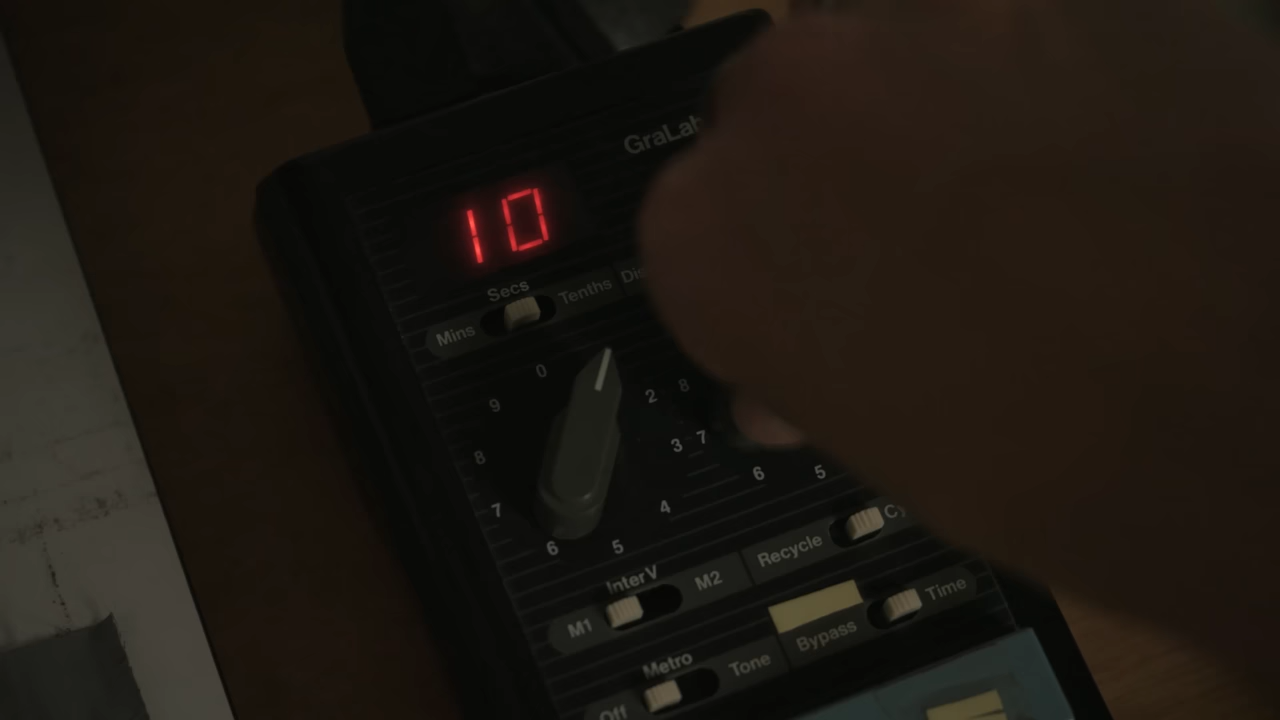 GraLab
10
Secs
Mins Tenths
0
9 2 8
8 3 7
7 6 5
4
6 5
InterV
M1 M2
Recycle
Bypass Time
Metro
Off Tone